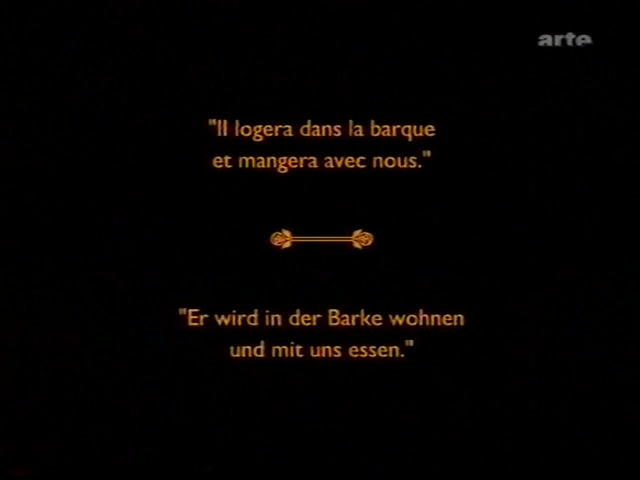 arte
"Il logera dans la barque
et mangera avec nous."
"Er wird in der Barke wohnen
und mit uns essen."